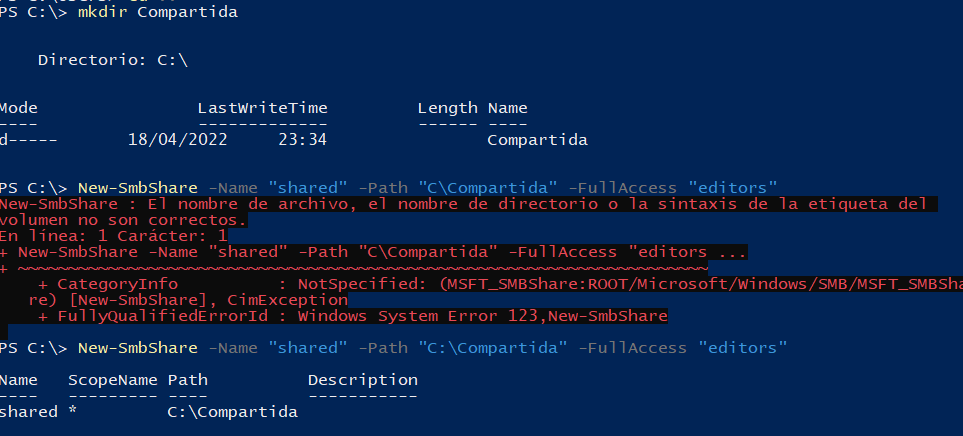 PS C:\> mkdir Compartida
Directorio: C:\
Mode LastWriteTime Length Name
---- ------------- ------ ----
d----- 18/04/2022 23:34 Compartida
PS C:\> New-SmbShare -Name "shared" -Path "C\Compartida" -FullAccess "editors"
New-SmbShare : El nombre de archivo, el nombre de directorio o la sintaxis de la etiqueta del
volumen no son correctos.
En línea: 1 Carácter: 1
+ New-SmbShare -Name "shared" -Path "C\Compartida" -FullAccess "editors ...
+ ~~~~~~~~~~~~~~~~~~~~~~~~~~~~~~~~~~~~~~~~~~~~~~~~~~~~~~~~~~~~~~~~~~~~~
+ CategoryInfo : NotSpecified: (MSFT_SMBShare:ROOT/Microsoft/Windows/SMB/MSFT_SMBSha
re) [New-SmbShare], CimException
+ FullyQualifiedErrorId : Windows System Error 123,New-SmbShare
PS C:\> New-SmbShare -Name "shared" -Path "C:\Compartida" -FullAccess "editors"
Name ScopeName Path Description
---- --------- ---- -----------
shared * C:\Compartida